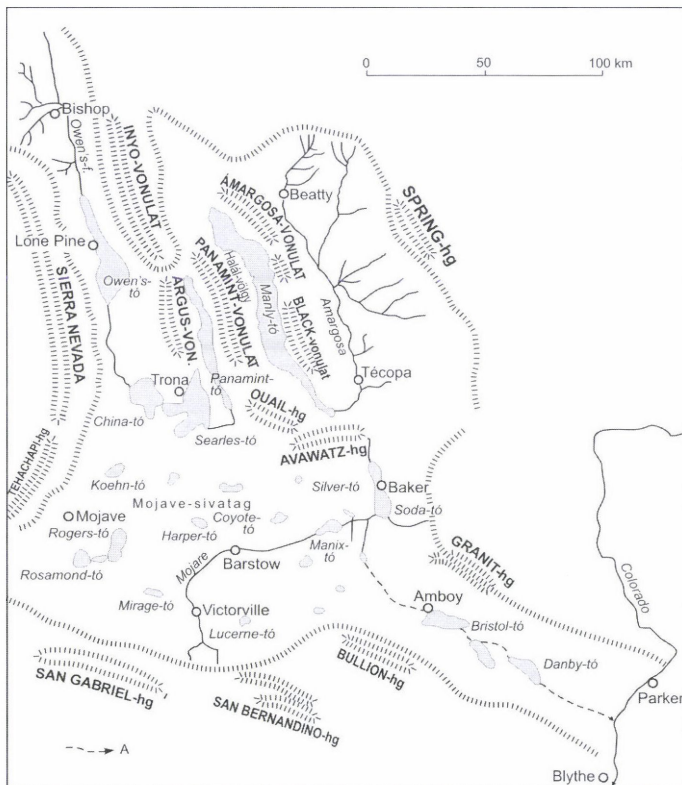 0 50 100 km
Bishop
Owen's-f.
INYO-VONULAT
AMARGOSA-VONULAT
Beatty
SPRING-hg
Lone Pine
Owen's-tó
SIERRA NEVADA
ARGUS-VON.
PANAMINT-VONULAT
Halál-völgy
Manly-tó
BLACK-vonulat
Amargosa
Trona
Panamint-tó
Técopa
China-tó
Searles-tó
OUAIL-hg
AVAWATZ-hg
TEHACHAPI-hg
Koehn-tó
Mojave-sivatag
Silver-tó
Baker
Mojave
Rogers-tó
Harper-tó
Coyote-tó
Soda-tó
Manix-tó
GRANIT-hg
Rosamond-tó
Mojare
Barstow
Colorado
Mirage-tó
Victorville
Amboy
Lucerne-tó
Bristol-tó
Danby-tó
SAN GABRIEL-hg
SAN BERNANDINO-hg
BULLION-hg
Parker
A
Blythe